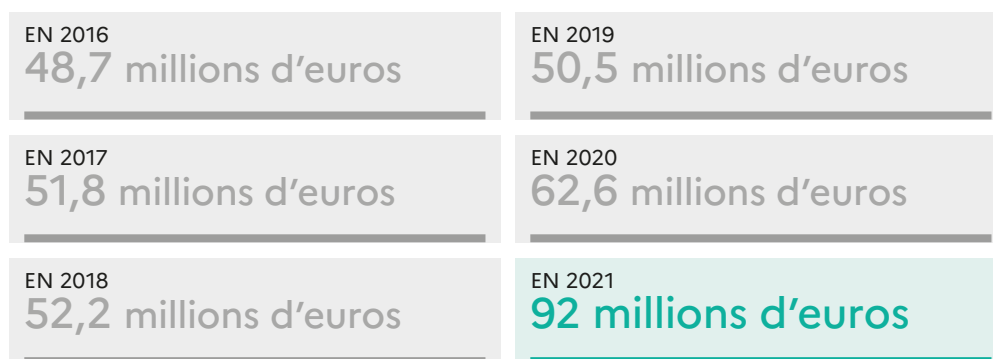 EN 2016
48,7 millions d’euros
EN 2017
51,8 millions d’euros
EN 2018
52,2 millions d’euros
EN 2019
50,5 millions d’euros
EN 2020
62,6 millions d’euros
EN 2021
92 millions d’euros